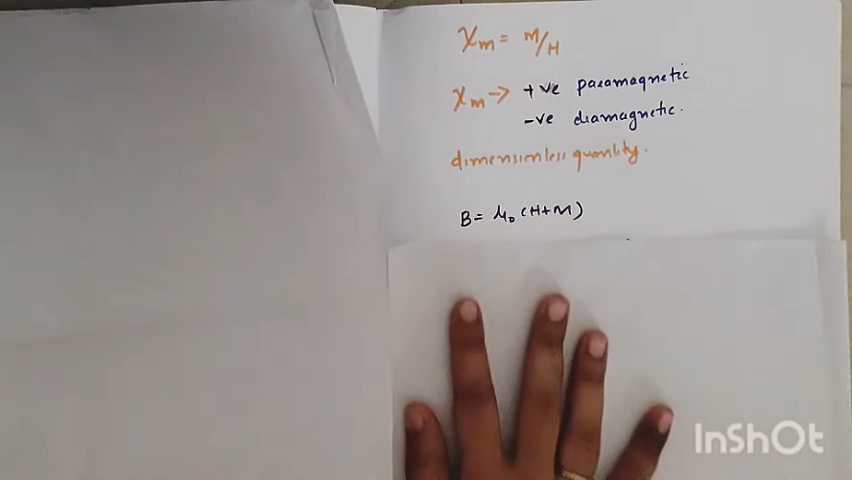 χm = M/H
χm → +ve paramagnetic
-ve diamagnetic.
dimensionless quantity.
B = μ0 (H+M)
InShOt